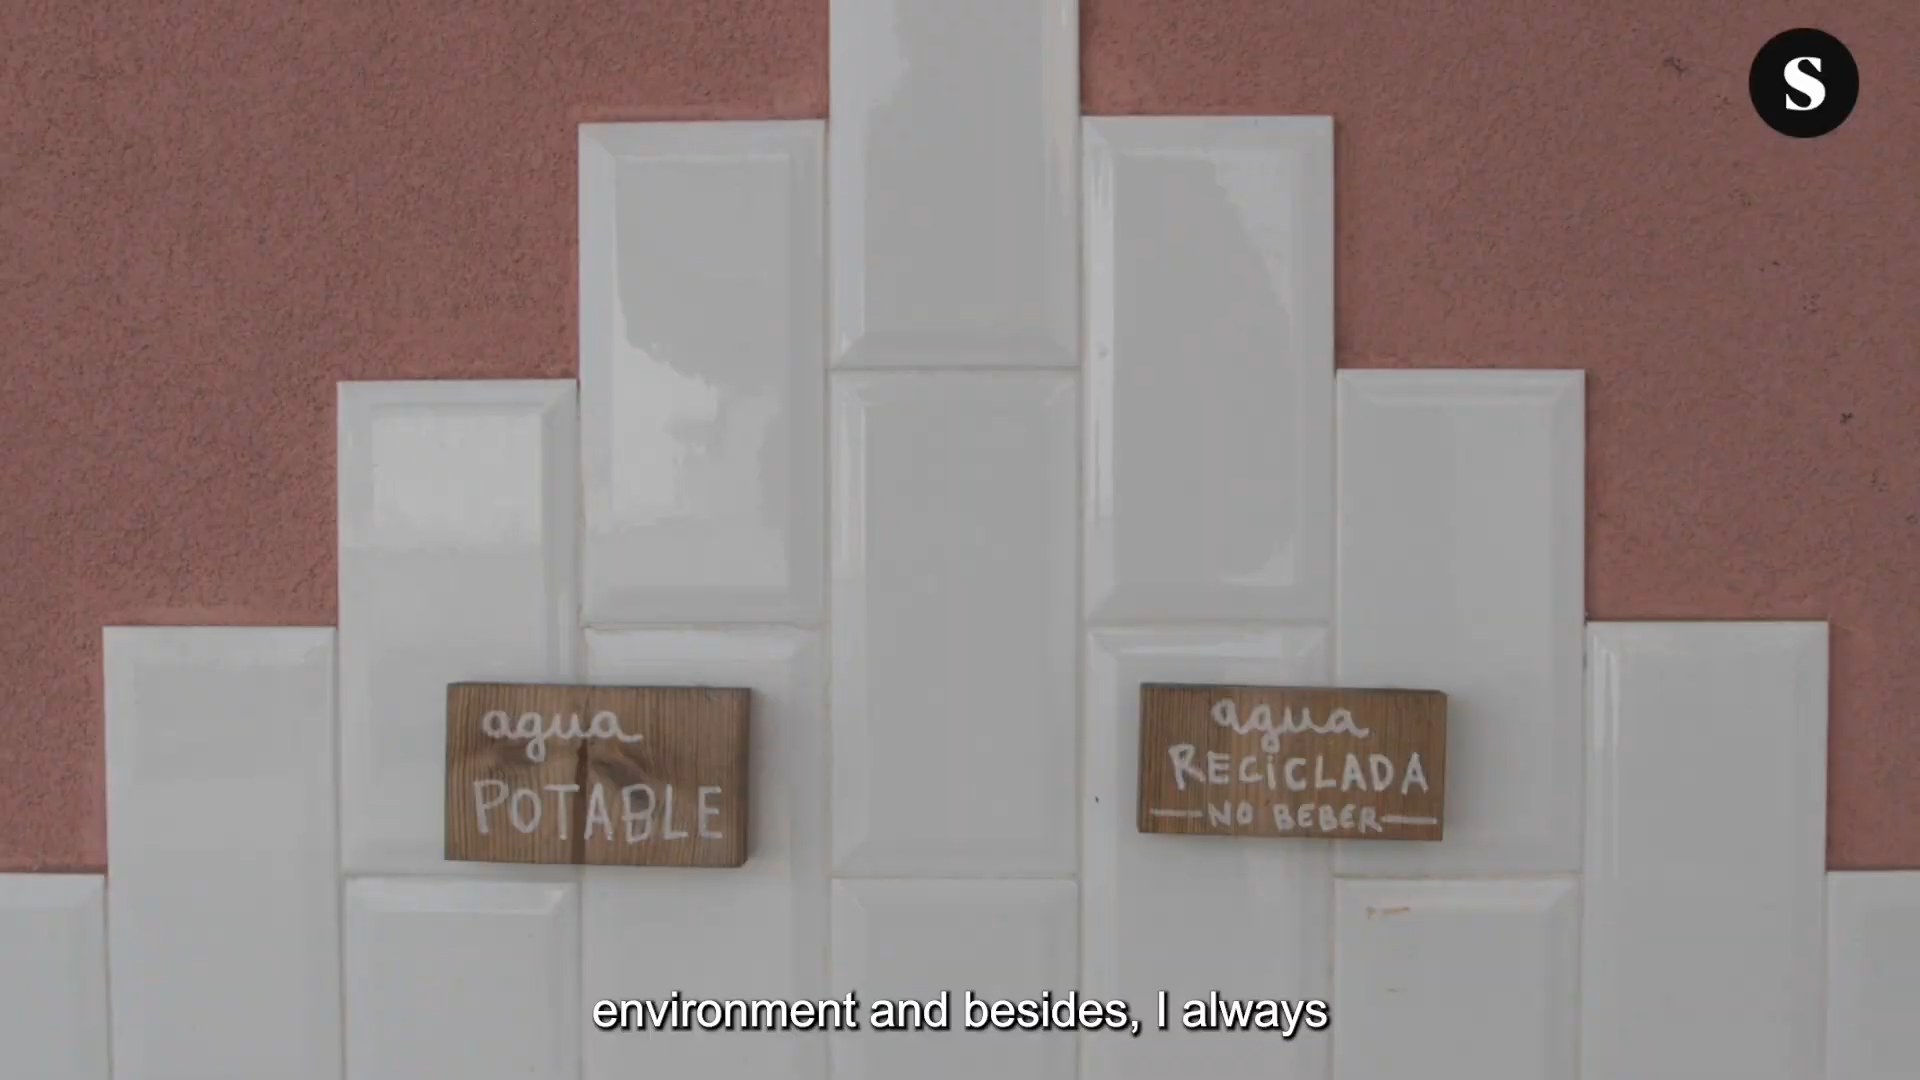 S
agua
POTABLE
agua
RECICLADA
NO BEBER
environment and besides, I always